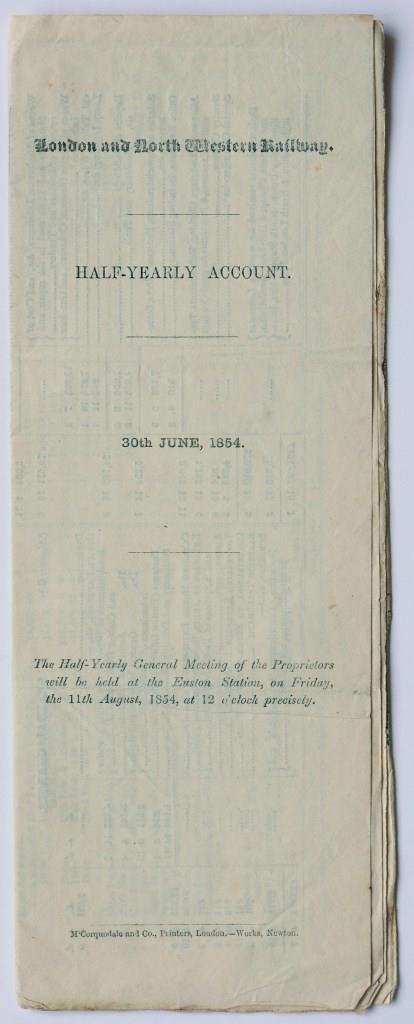 London and North Western Railway.
HALF-YEARLY ACCOUNT.
30th JUNE, 1854.
The Half-Yearly General Meeting of the Proprietors
will be held at the Euston Station, on Friday,
the 11th August, 1854, at 12 o'clock precisely.
M'Corquodale and Co., Printers, London.—Works, Newton.